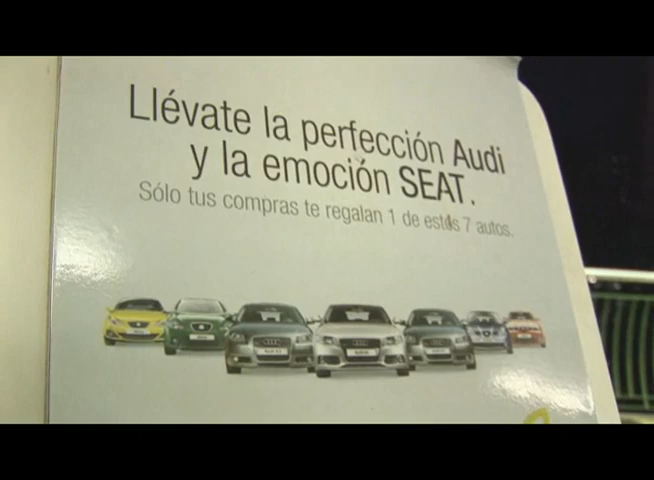 Llévate la perfección Audi
y la emoción SEAT.
Sólo tus compras te regalan 1 de estos 7 autos.